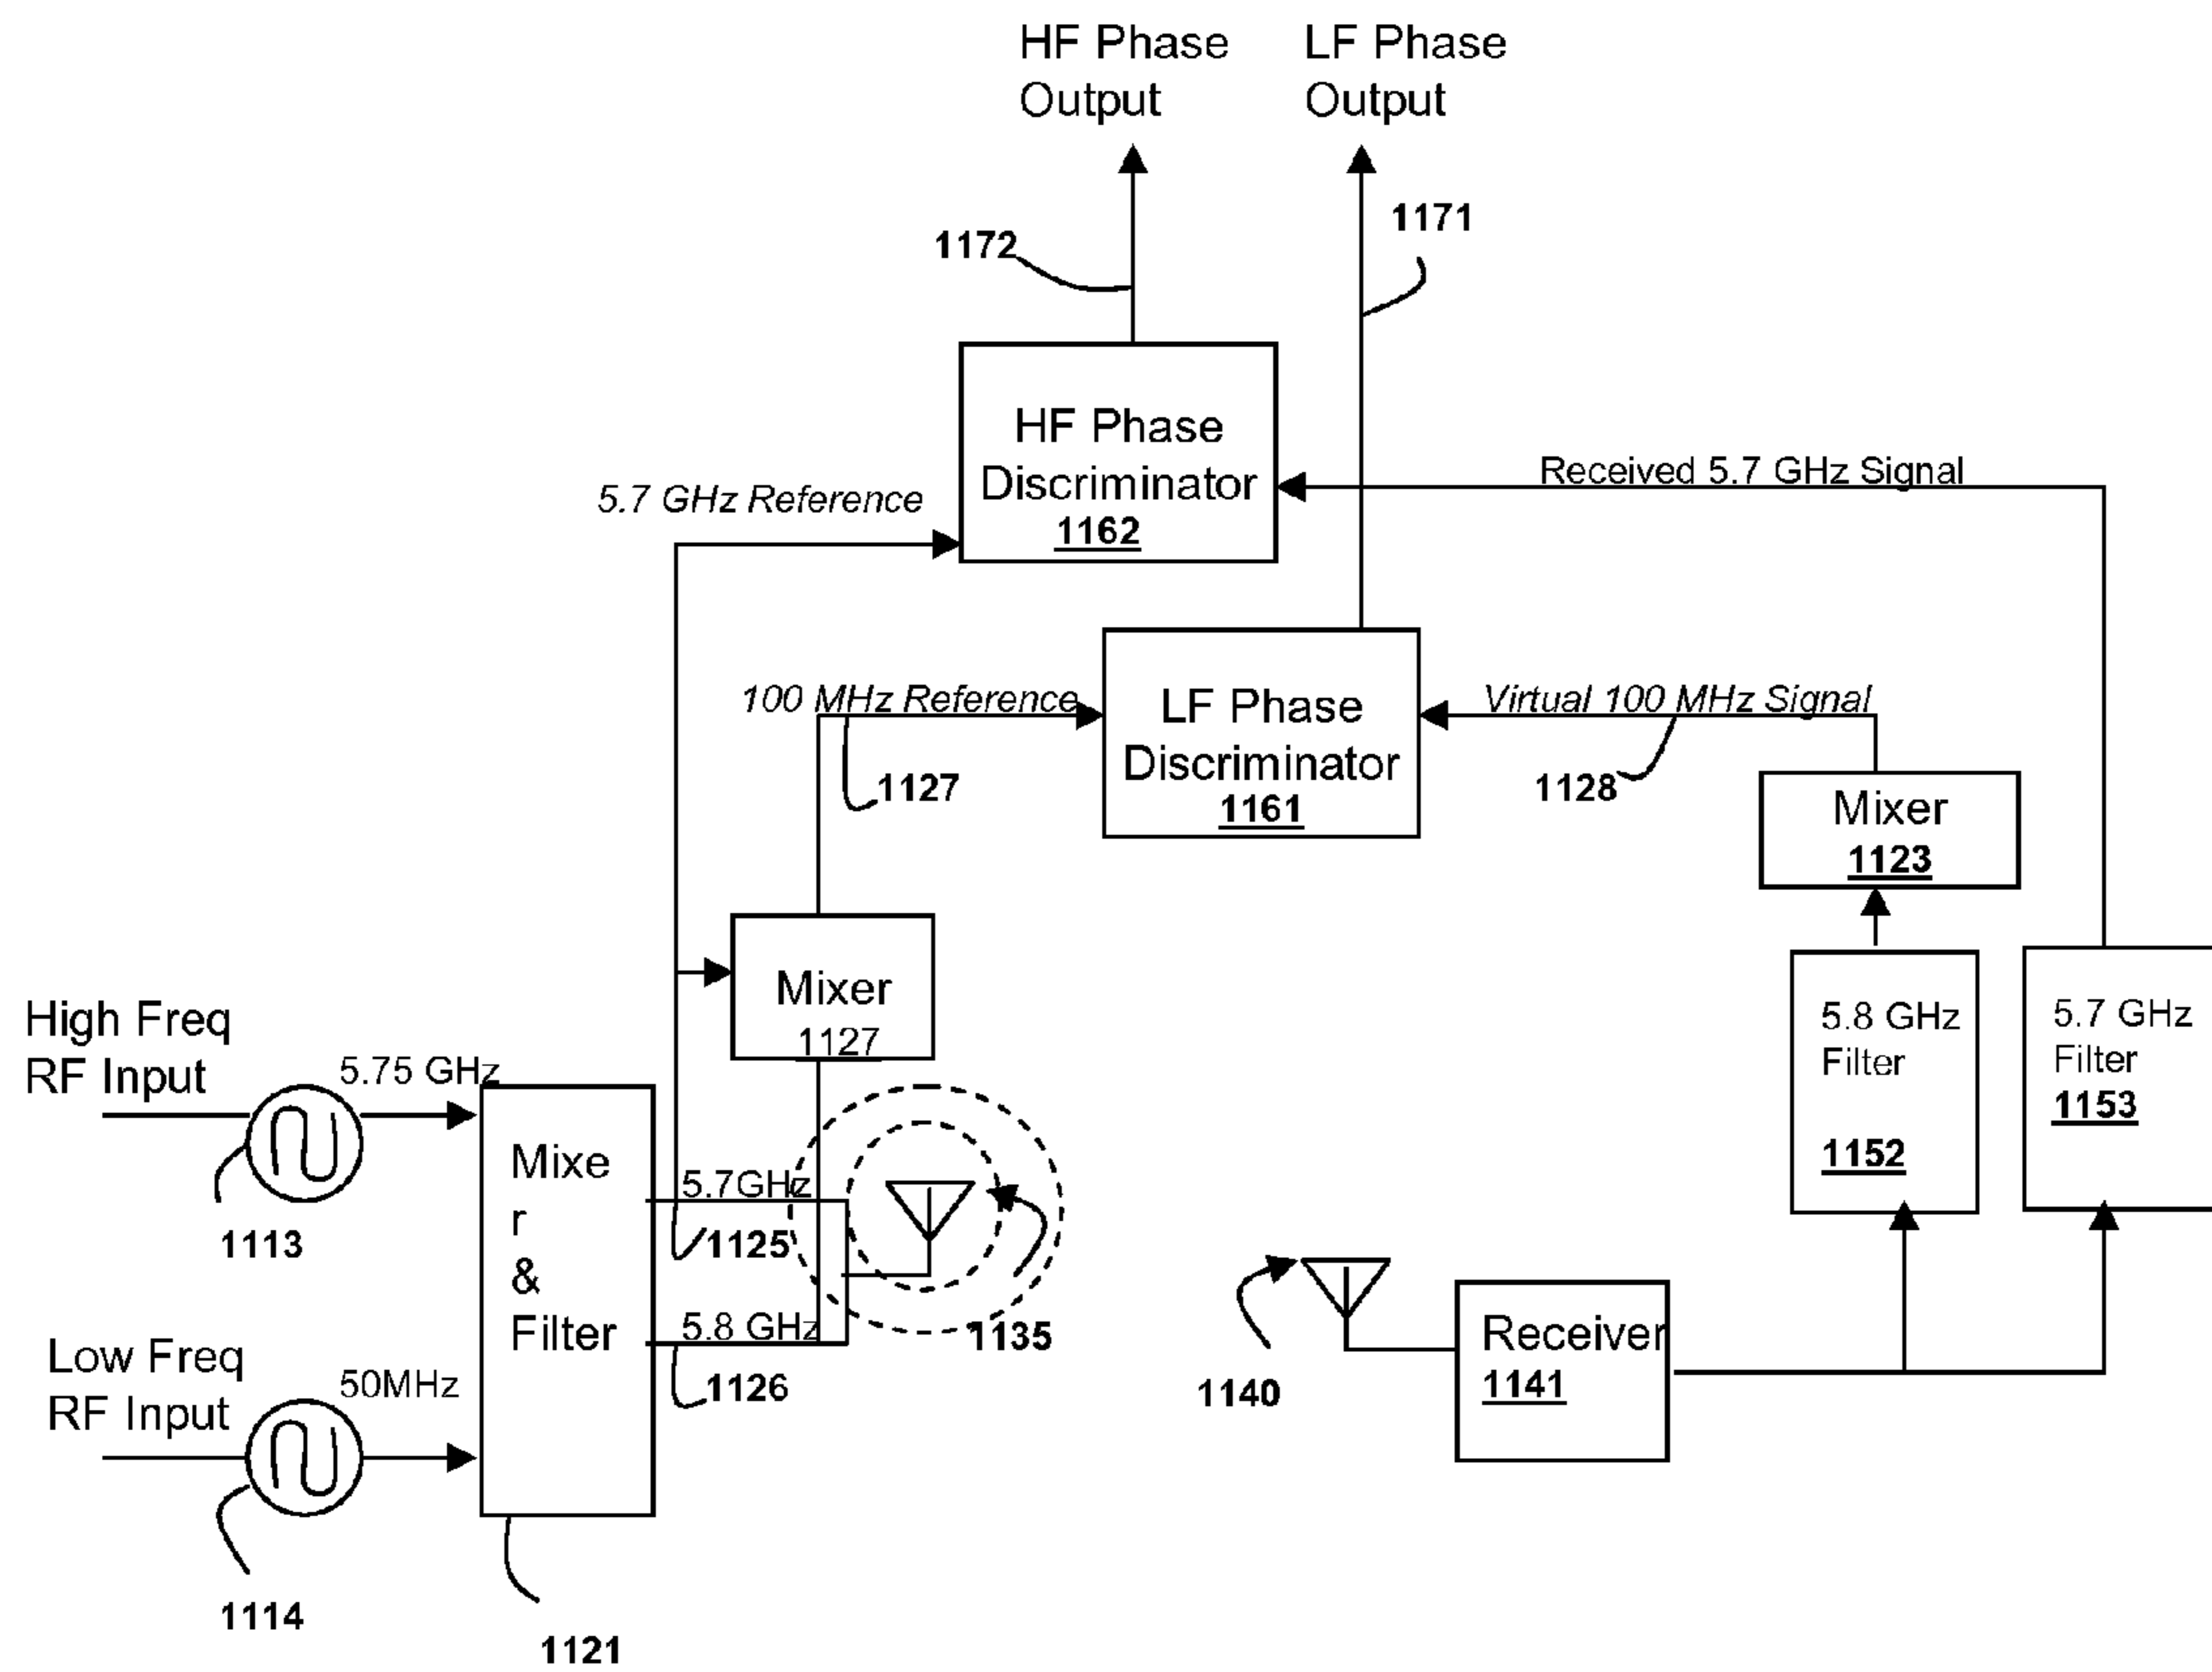 HF Phase
Output
LF Phase
Output
1172
1171
HF Phase
Discriminator
1162
5.7 GHz Reference
Received 5.7 GHz Signal
100 MHz Reference
LF Phase
Discriminator
1161
Virtual 100 MHz Signal
1127
1128
Mixer
1123
Mixer
1127
5.8 GHz
Filter
1152
5.7 GHz
Filter
1153
High Freq
RF Input
5.75 GHz
1113
Mixe
r
&
Filter
5.7GHz
1125
5.8 GHz
1126
1135
Low Freq
RF Input
50MHz
1114
1121
1140
Receiver
1141